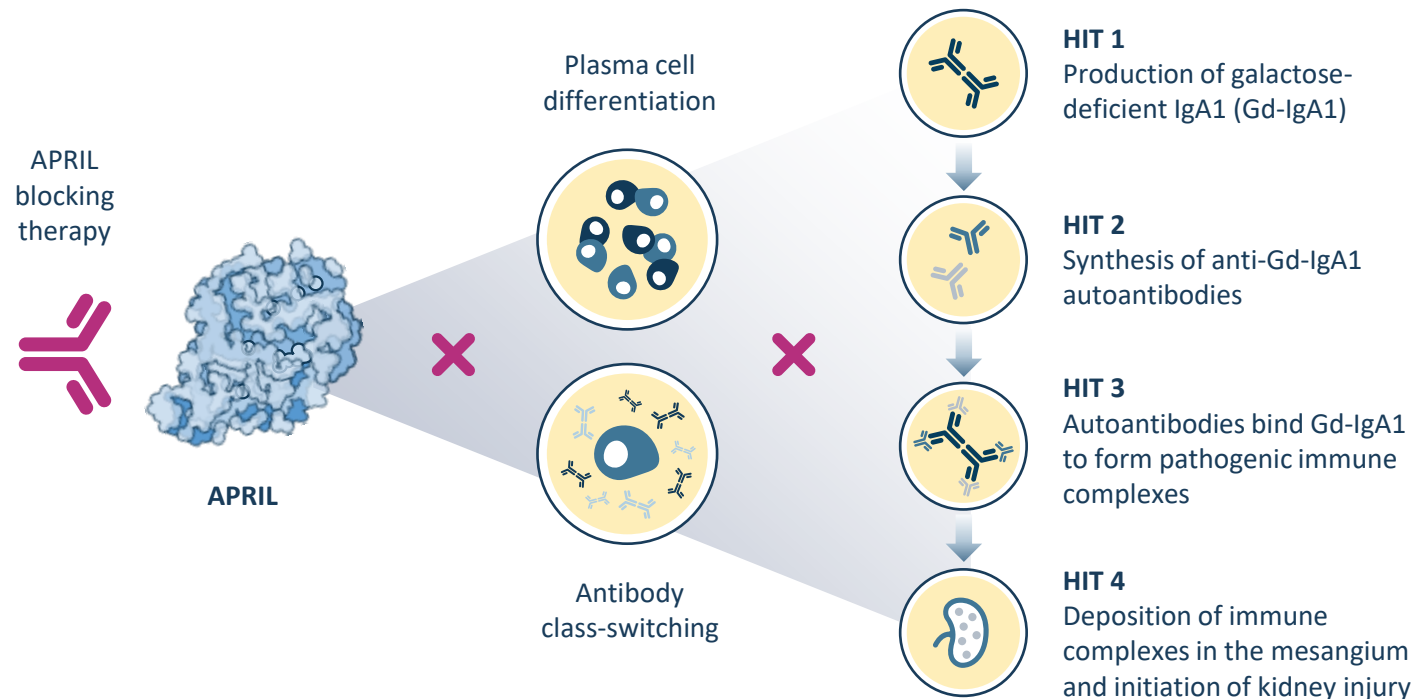 APRIL
blocking
therapy
APRIL
Plasma cell
differentiation
Antibody
class-switching
HIT 1
Production of galactose-
deficient IgA1 (Gd-IgA1)
HIT 2
Synthesis of anti-Gd-IgA1
autoantibodies
HIT 3
Autoantibodies bind Gd-IgA1
to form pathogenic immune
complexes
HIT 4
Deposition of immune
complexes in the mesangium
and initiation of kidney injury